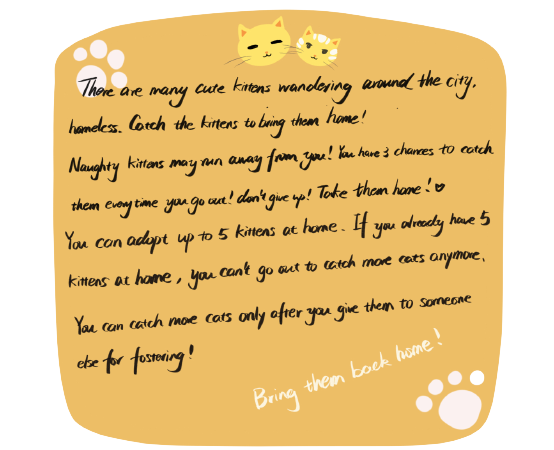 There are many cute kittens wandering around the city,
homeless. Catch the kittens to bring them home!
Naughty kittens may run away from you! You have 3 chances to catch
them every time you go out! don't give up! Take them home!♥
You can adopt up to 5 kittens at home. If you already have 5
kittens at home, you can't go out to catch more cats anymore.
You can catch more cats only after you give them to someone
else for fostering!
Bring them back home!